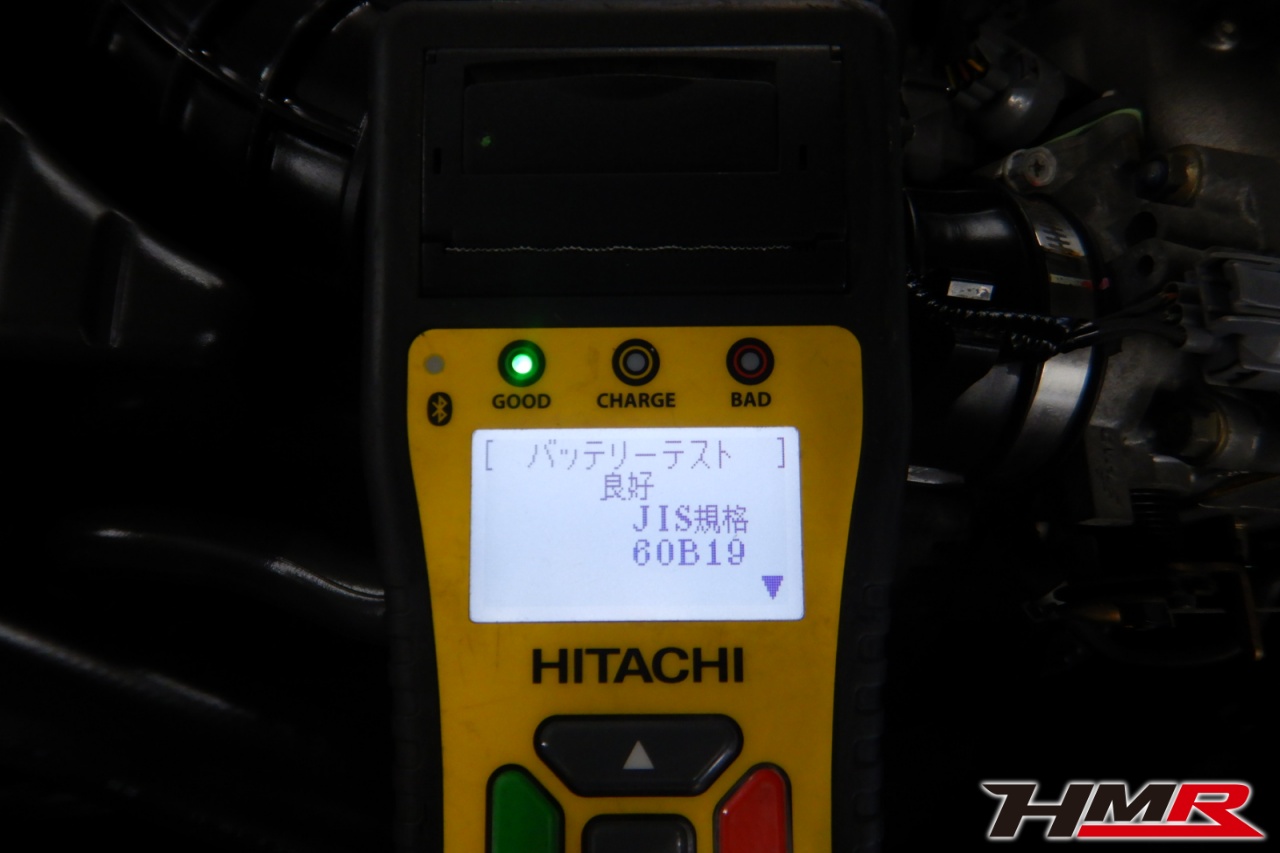 GOOD
CHARGE
BAD
[ バッテリーテスト ]
良好
JIS規格
60B19
▼
HITACHI
▲
HMR